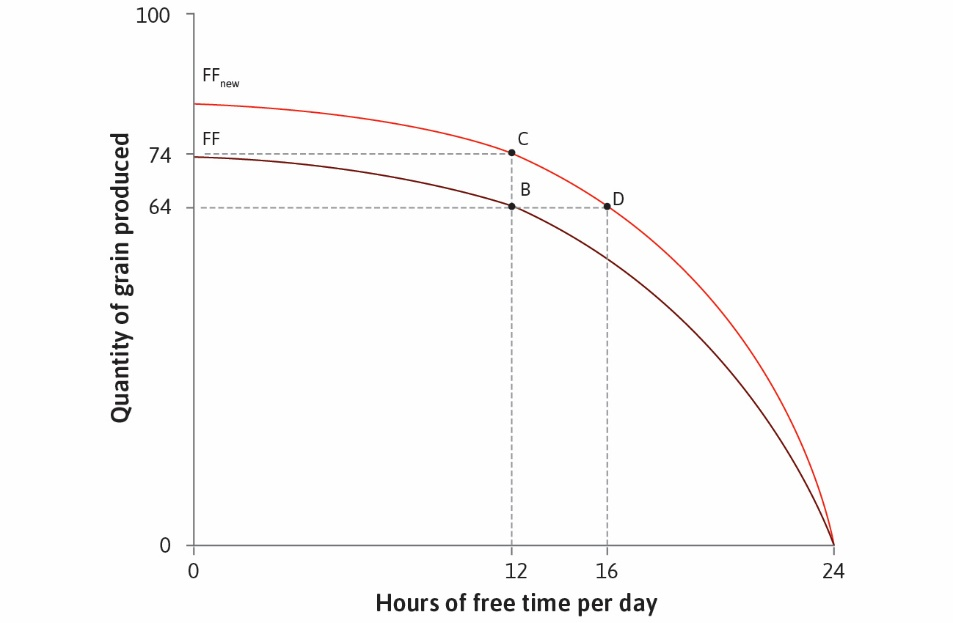 100
FFnew
FF
C
74
B
64
D
Quantity of grain produced
0
0 12 16 24
Hours of free time per day